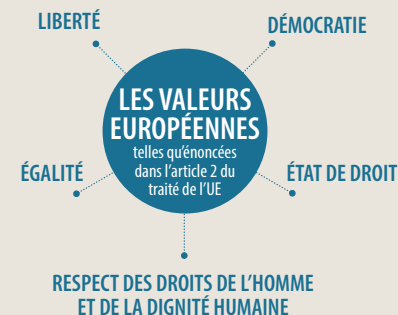 LIBERTÉ
DÉMOCRATIE
LES VALEURS
EUROPÉENNES
telles qu'énoncées
dans l'article 2 du
traité de l'UE
ÉGALITÉ
ÉTAT DE DROIT
RESPECT DES DROITS DE L'HOMME
ET DE LA DIGNITÉ HUMAINE